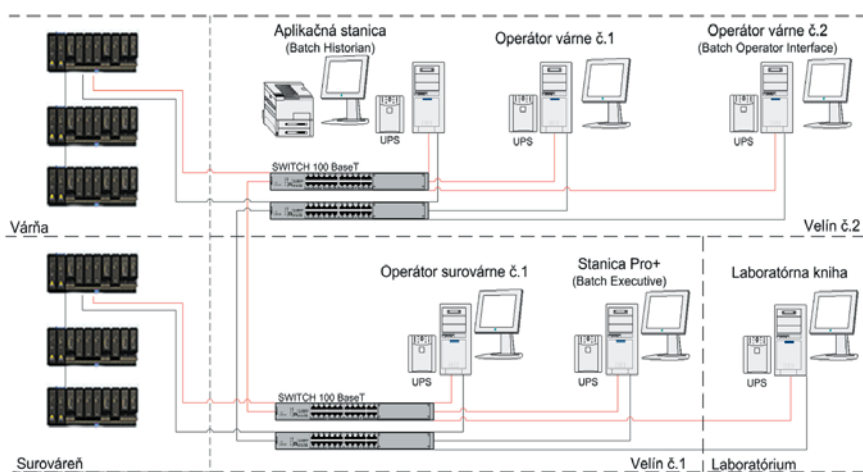 Aplikačná stanica
(Batch Historian)
Operátor várne č.1
Operátor várne č.2
(Batch Operator Interface)
UPS
UPS
UPS
SWITCH 100 BaseT
Várňa
Velín č.2
Operátor surovárne č.1
Stanica Pro+
(Batch Executive)
Laboratórna kniha
UPS
UPS
UPS
SWITCH 100 BaseT
Surováreň
Velín č.1
Laboratórium